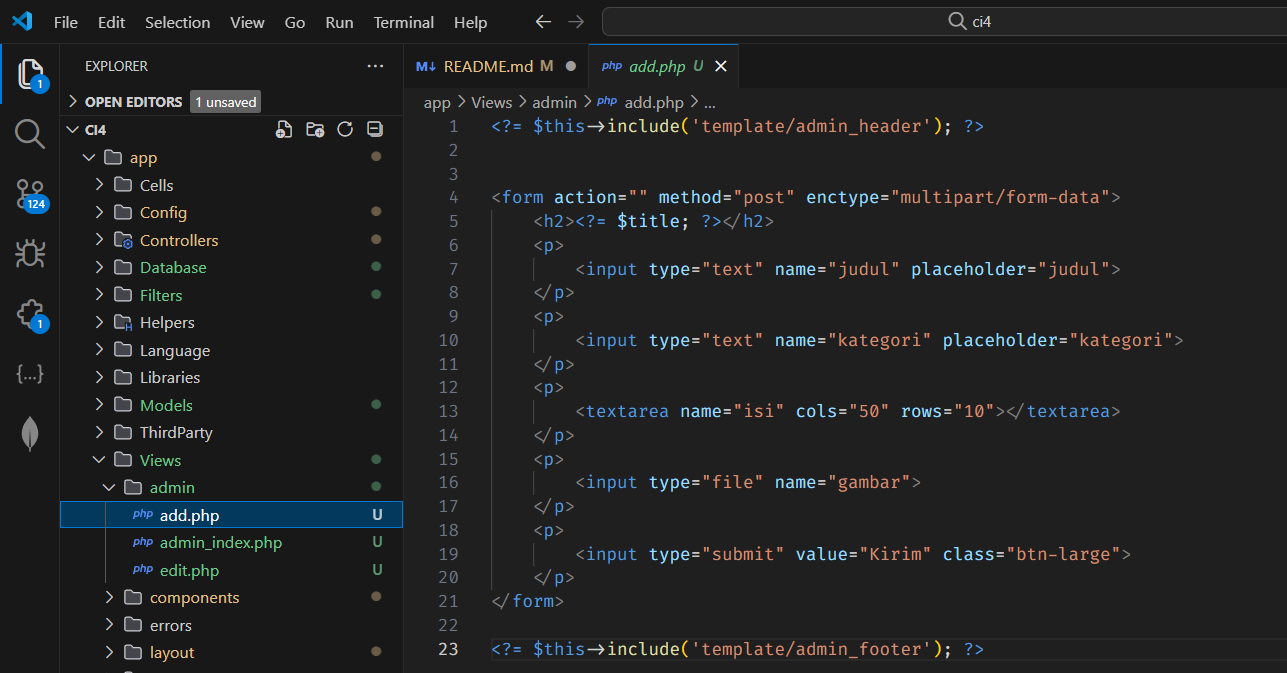 File Edit Selection View Go Run Terminal Help ← → ci4
EXPLORER ...
1
OPEN EDITORS 1 unsaved
CI4
app
Cells
Config
Controllers
Database
Filters
Helpers
Language
Libraries
Models
ThirdParty
Views
admin
php add.php U
php admin_index.php U
php edit.php U
components
errors
layout
124
1
{...}
M↓ README.md M ●
php add.php U ×
app > Views > admin > php add.php > ...
1 <?= $this->include('template/admin_header'); ?>
2
3
4 <form action="" method="post" enctype="multipart/form-data">
5 <h2><?= $title; ?></h2>
6 <p>
7 <input type="text" name="judul" placeholder="judul">
8 </p>
9 <p>
10 <input type="text" name="kategori" placeholder="kategori">
11 </p>
12 <p>
13 <textarea name="isi" cols="50" rows="10"></textarea>
14 </p>
15 <p>
16 <input type="file" name="gambar">
17 </p>
18 <p>
19 <input type="submit" value="Kirim" class="btn-large">
20 </p>
21 </form>
22
23 <?= $this->include('template/admin_footer'); ?>